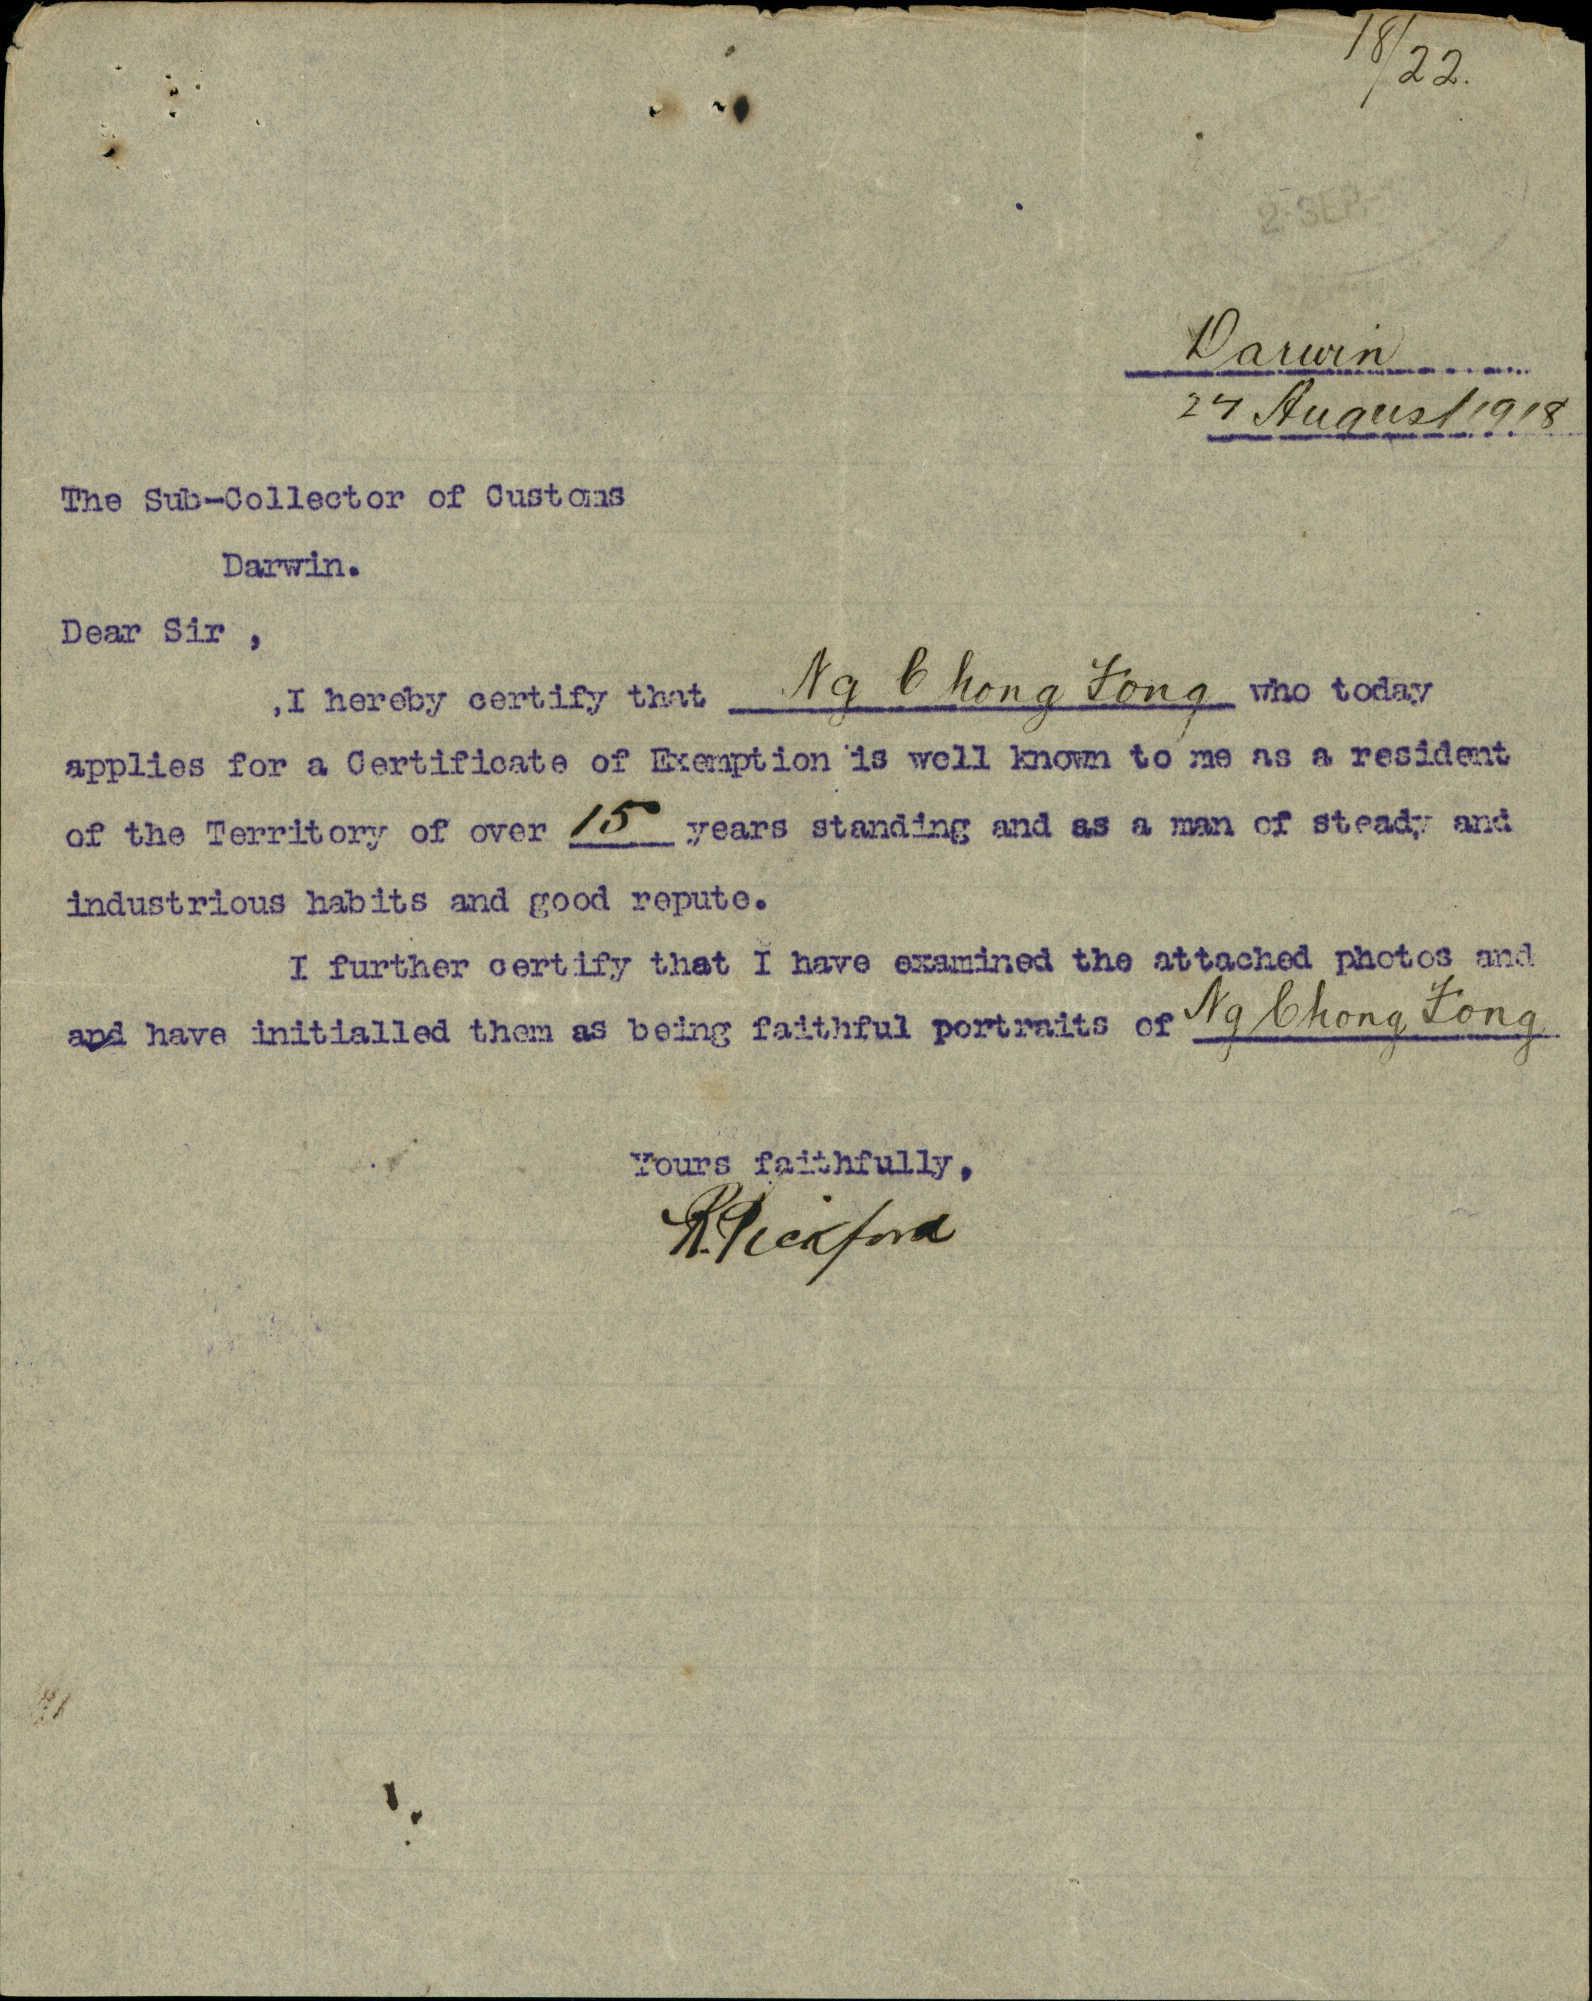 18/22.
2 SEP
Darwin
27 August 1918
The Sub-Collector of Customs
Darwin.
Dear Sir ,
,I hereby certify that Ng Chong Fong who today
applies for a Certificate of Exemption is well known to me as a resident
of the Territory of over 15 years standing and as a man of steady and
industrious habits and good repute.
I further certify that I have examined the attached photos and
and have initialled them as being faithful portraits of Ng Chong Fong
Yours faithfully,
R. Pickford